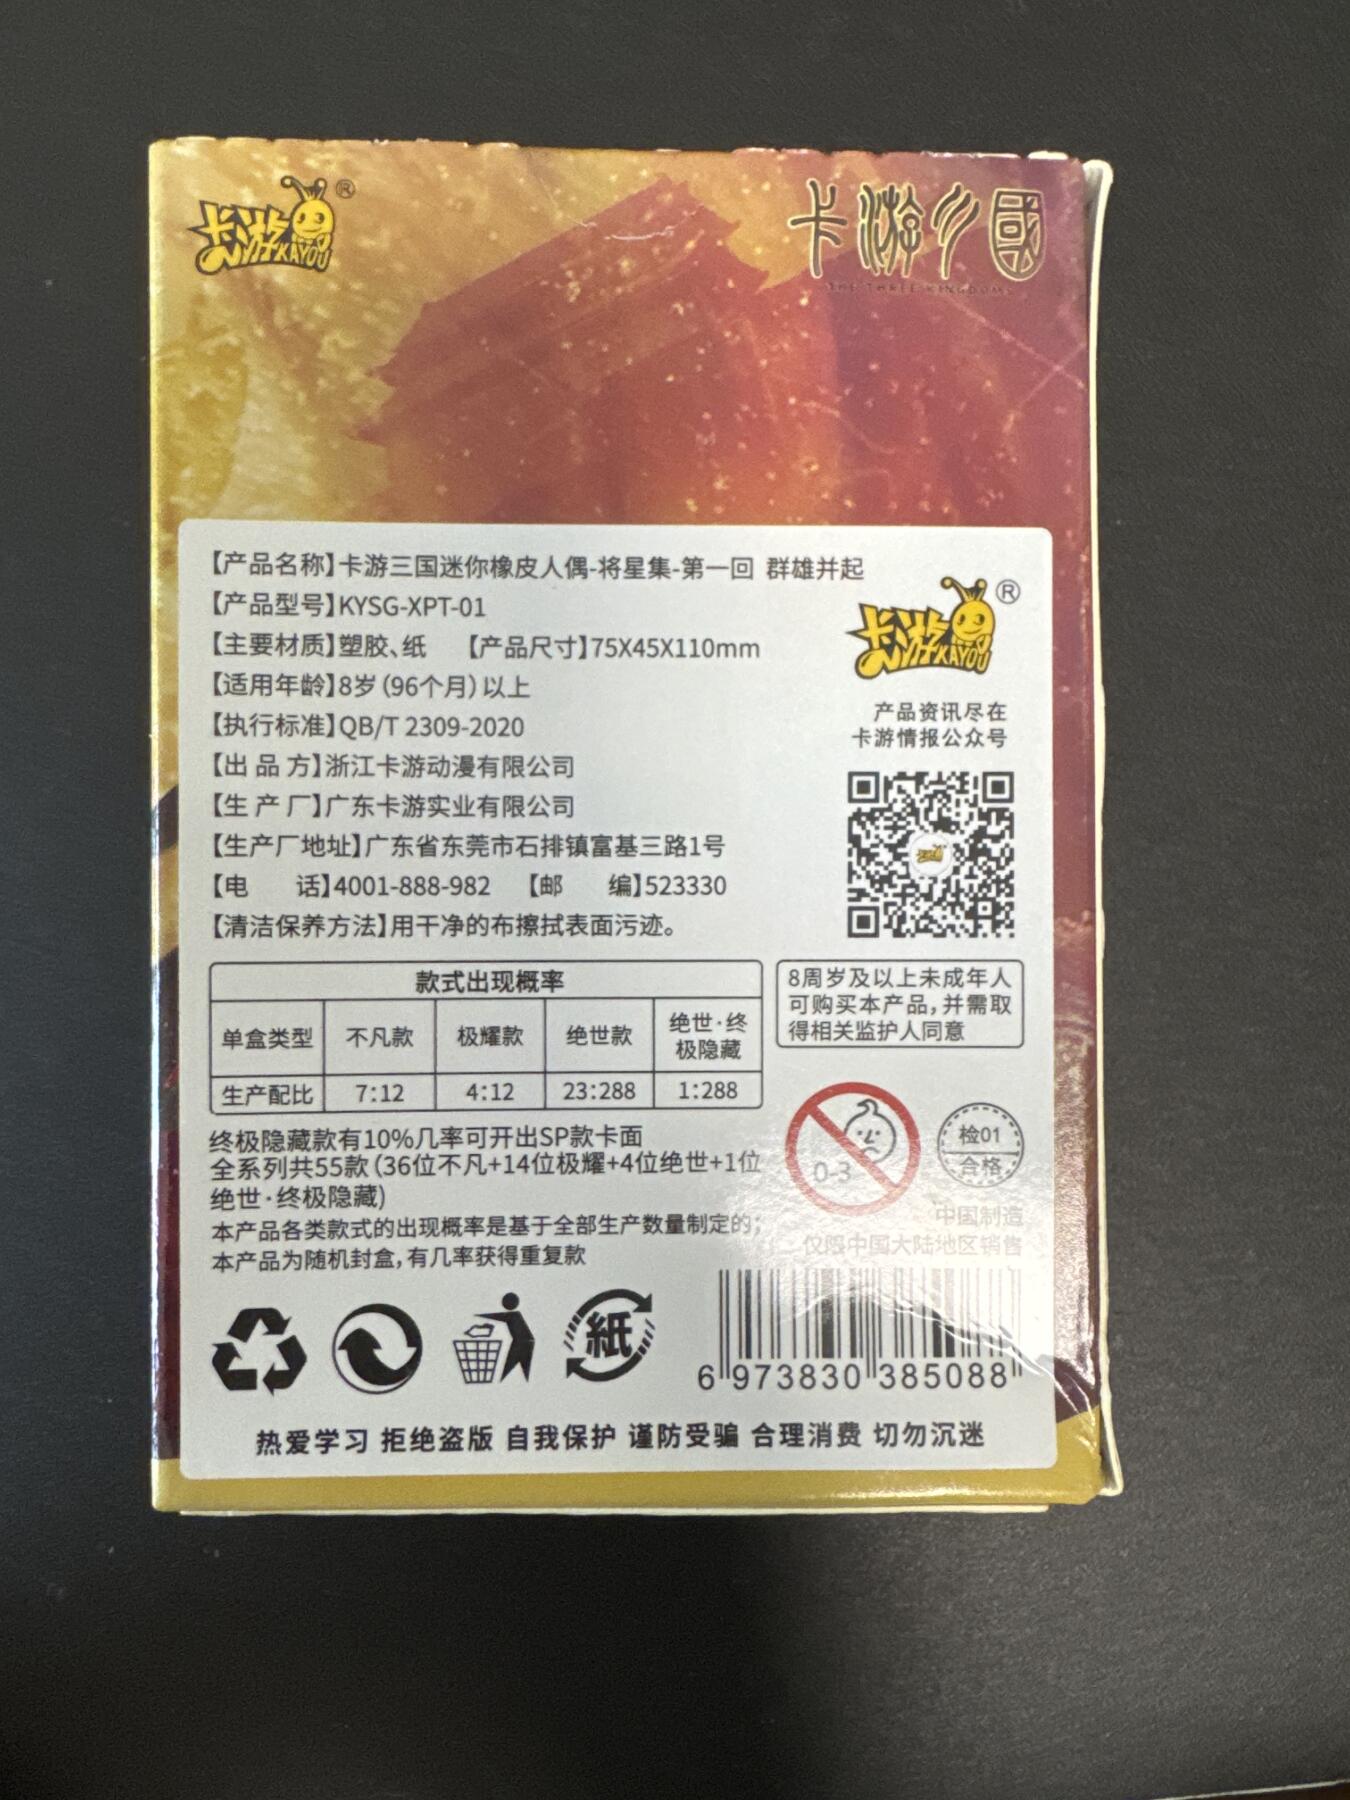 卡游 KAYOU ®
卡游三國
THE THREE KINGDOMS
【产品名称】卡游三国迷你橡皮人偶-将星集-第一回 群雄并起
【产品型号】KYSG-XPT-01
【主要材质】塑胶、纸 【产品尺寸】75X45X110mm
【适用年龄】8岁（96个月）以上
【执行标准】QB/T 2309-2020
【出 品 方】浙江卡游动漫有限公司
【生 产 厂】广东卡游实业有限公司
【生产厂地址】广东省东莞市石排镇富基三路1号
【电 话】4001-888-982 【邮 编】523330
【清洁保养方法】用干净的布擦拭表面污迹。
卡游 KAYOU ®
产品资讯尽在
卡游情报公众号
卡游
款式出现概率
单盒类型 不凡款 极耀款 绝世款 绝世·终极隐藏
生产配比 7:12 4:12 23:288 1:288
8周岁及以上未成年人
可购买本产品，并需取
得相关监护人同意
终极隐藏款有10%几率可开出SP款卡面
全系列共55款（36位不凡+14位极耀+4位绝世+1位
绝世·终极隐藏）
本产品各类款式的出现概率是基于全部生产数量制定的；
本产品为随机封盒，有几率获得重复款
0-3
检01
合格
中国制造
仅限中国大陆地区销售
紙
6 973830 385088
热爱学习 拒绝盗版 自我保护 谨防受骗 合理消费 切勿沉迷